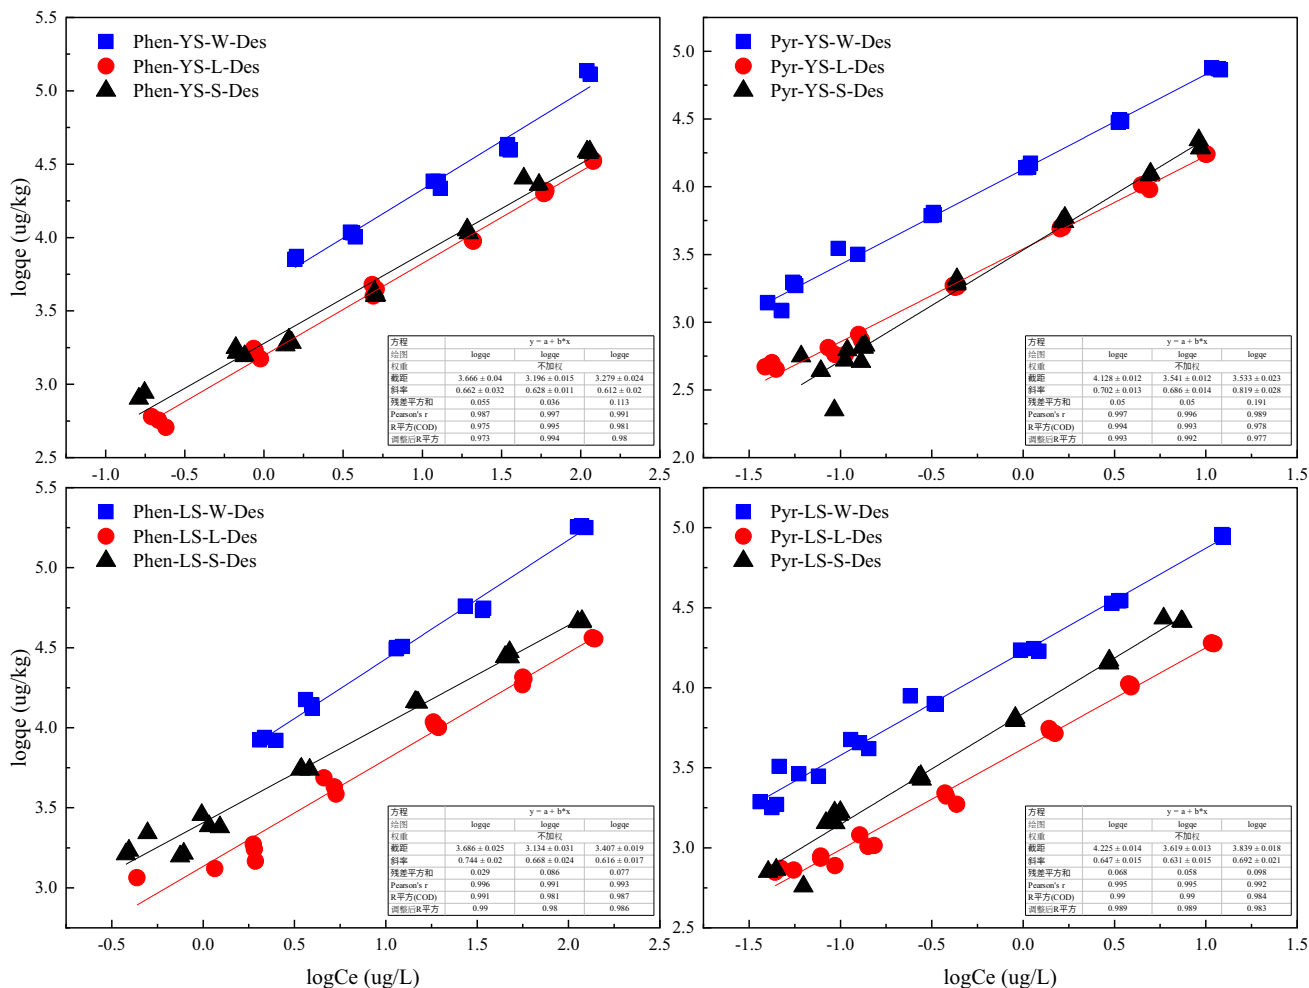 5.5
5.0
4.5
4.0
3.5
3.0
2.5
logqe (ug/kg)
Phen-YS-W-Des
Phen-YS-L-Des
Phen-YS-S-Des
方程 y = a + b*x
绘图 logqe logqe logqe
权重 不加权
截距 3.666 ± 0.04 3.196 ± 0.015 3.279 ± 0.024
斜率 0.662 ± 0.032 0.628 ± 0.011 0.612 ± 0.02
残差平方和 0.055 0.036 0.113
Pearson's r 0.987 0.997 0.991
R平方(COD) 0.975 0.995 0.981
调整后R平方 0.973 0.994 0.98
-1.0 -0.5 0.0 0.5 1.0 1.5 2.0 2.5
5.0
4.5
4.0
3.5
3.0
2.5
2.0
Pyr-YS-W-Des
Pyr-YS-L-Des
Pyr-YS-S-Des
方程 y = a + b*x
绘图 logqe logqe logqe
权重 不加权
截距 4.128 ± 0.012 3.541 ± 0.012 3.533 ± 0.023
斜率 0.702 ± 0.013 0.686 ± 0.014 0.819 ± 0.028
残差平方和 0.05 0.05 0.191
Pearson's r 0.997 0.996 0.989
R平方(COD) 0.994 0.993 0.978
调整后R平方 0.993 0.992 0.977
-1.5 -1.0 -0.5 0.0 0.5 1.0 1.5
5.5
5.0
4.5
4.0
3.5
3.0
logqe (ug/kg)
Phen-LS-W-Des
Phen-LS-L-Des
Phen-LS-S-Des
方程 y = a + b*x
绘图 logqe logqe logqe
权重 不加权
截距 3.686 ± 0.025 3.134 ± 0.031 3.407 ± 0.019
斜率 0.744 ± 0.02 0.668 ± 0.024 0.616 ± 0.017
残差平方和 0.029 0.086 0.077
Pearson's r 0.996 0.991 0.993
R平方(COD) 0.991 0.981 0.987
调整后R平方 0.99 0.98 0.986
-0.5 0.0 0.5 1.0 1.5 2.0 2.5
logCe (ug/L)
5.0
4.5
4.0
3.5
3.0
2.5
Pyr-LS-W-Des
Pyr-LS-L-Des
Pyr-LS-S-Des
方程 y = a + b*x
绘图 logqe logqe logqe
权重 不加权
截距 4.225 ± 0.014 3.619 ± 0.013 3.839 ± 0.018
斜率 0.647 ± 0.015 0.631 ± 0.015 0.692 ± 0.021
残差平方和 0.068 0.058 0.098
Pearson's r 0.995 0.995 0.992
R平方(COD) 0.99 0.99 0.984
调整后R平方 0.989 0.989 0.983
-1.5 -1.0 -0.5 0.0 0.5 1.0 1.5
logCe (ug/L)